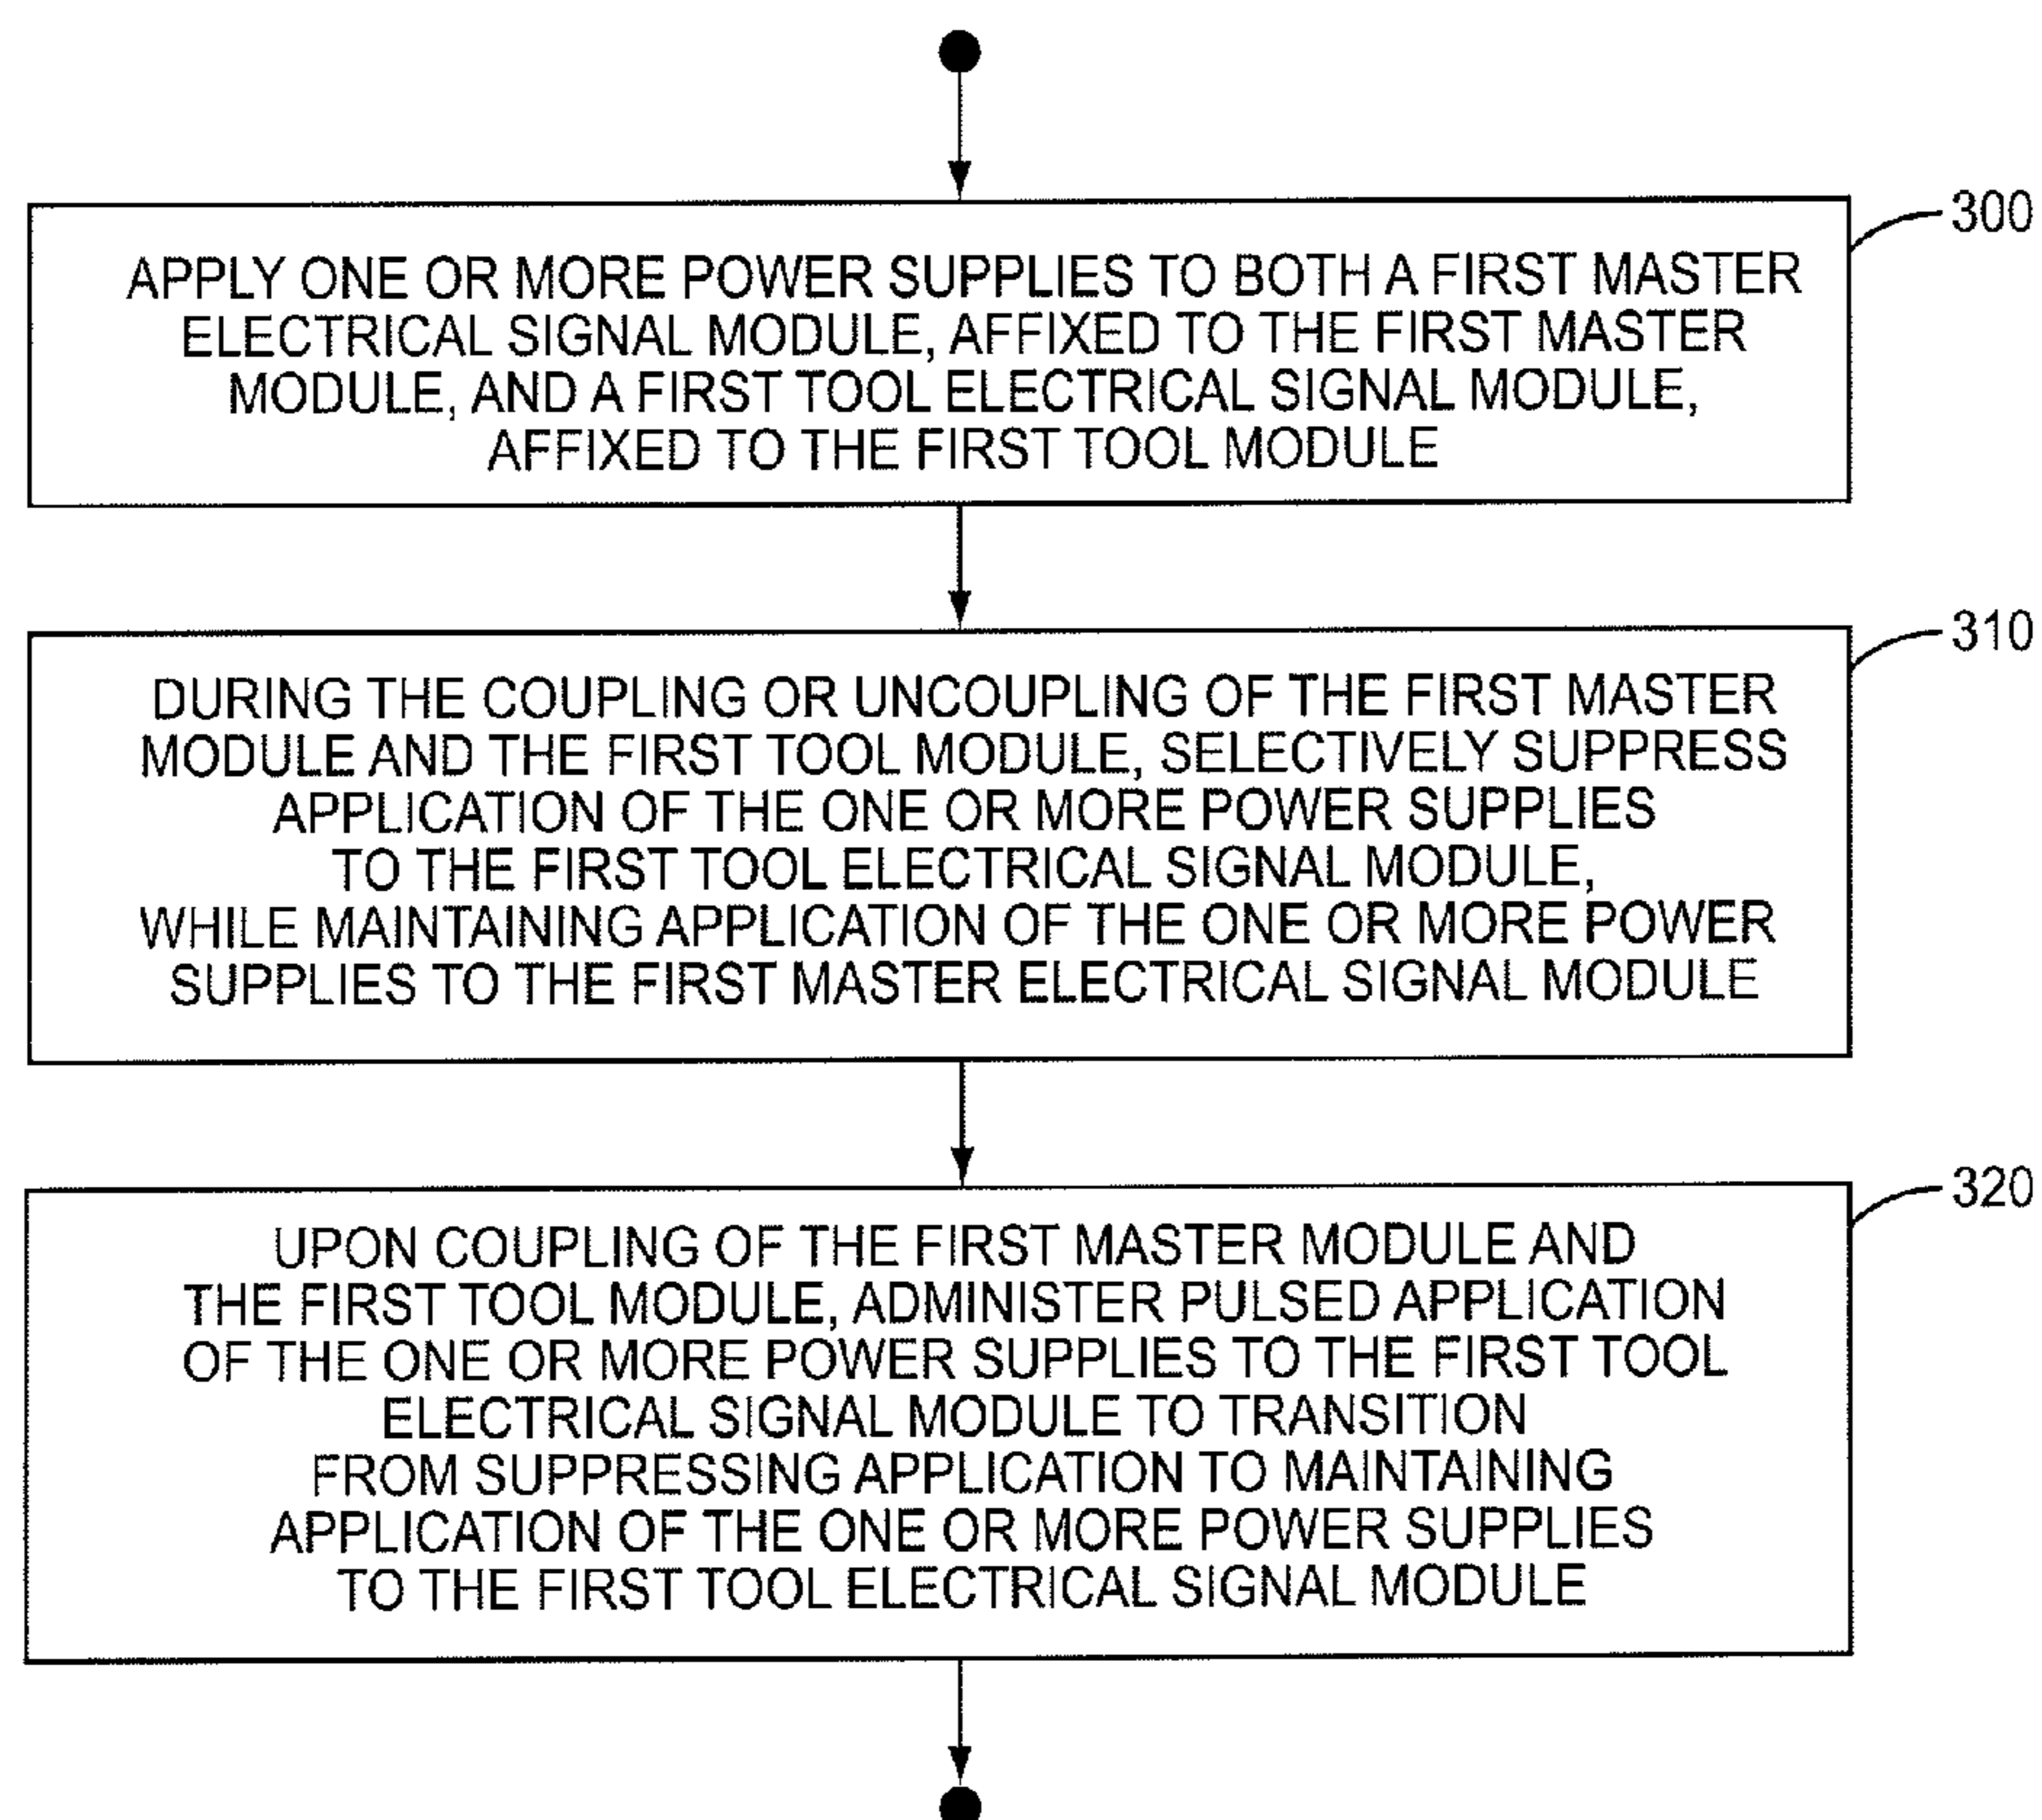 300
APPLY ONE OR MORE POWER SUPPLIES TO BOTH A FIRST MASTER
ELECTRICAL SIGNAL MODULE, AFFIXED TO THE FIRST MASTER
MODULE, AND A FIRST TOOL ELECTRICAL SIGNAL MODULE,
AFFIXED TO THE FIRST TOOL MODULE
310
DURING THE COUPLING OR UNCOUPLING OF THE FIRST MASTER
MODULE AND THE FIRST TOOL MODULE, SELECTIVELY SUPPRESS
APPLICATION OF THE ONE OR MORE POWER SUPPLIES
TO THE FIRST TOOL ELECTRICAL SIGNAL MODULE,
WHILE MAINTAINING APPLICATION OF THE ONE OR MORE POWER
SUPPLIES TO THE FIRST MASTER ELECTRICAL SIGNAL MODULE
320
UPON COUPLING OF THE FIRST MASTER MODULE AND
THE FIRST TOOL MODULE, ADMINISTER PULSED APPLICATION
OF THE ONE OR MORE POWER SUPPLIES TO THE FIRST TOOL
ELECTRICAL SIGNAL MODULE TO TRANSITION
FROM SUPPRESSING APPLICATION TO MAINTAINING
APPLICATION OF THE ONE OR MORE POWER SUPPLIES
TO THE FIRST TOOL ELECTRICAL SIGNAL MODULE